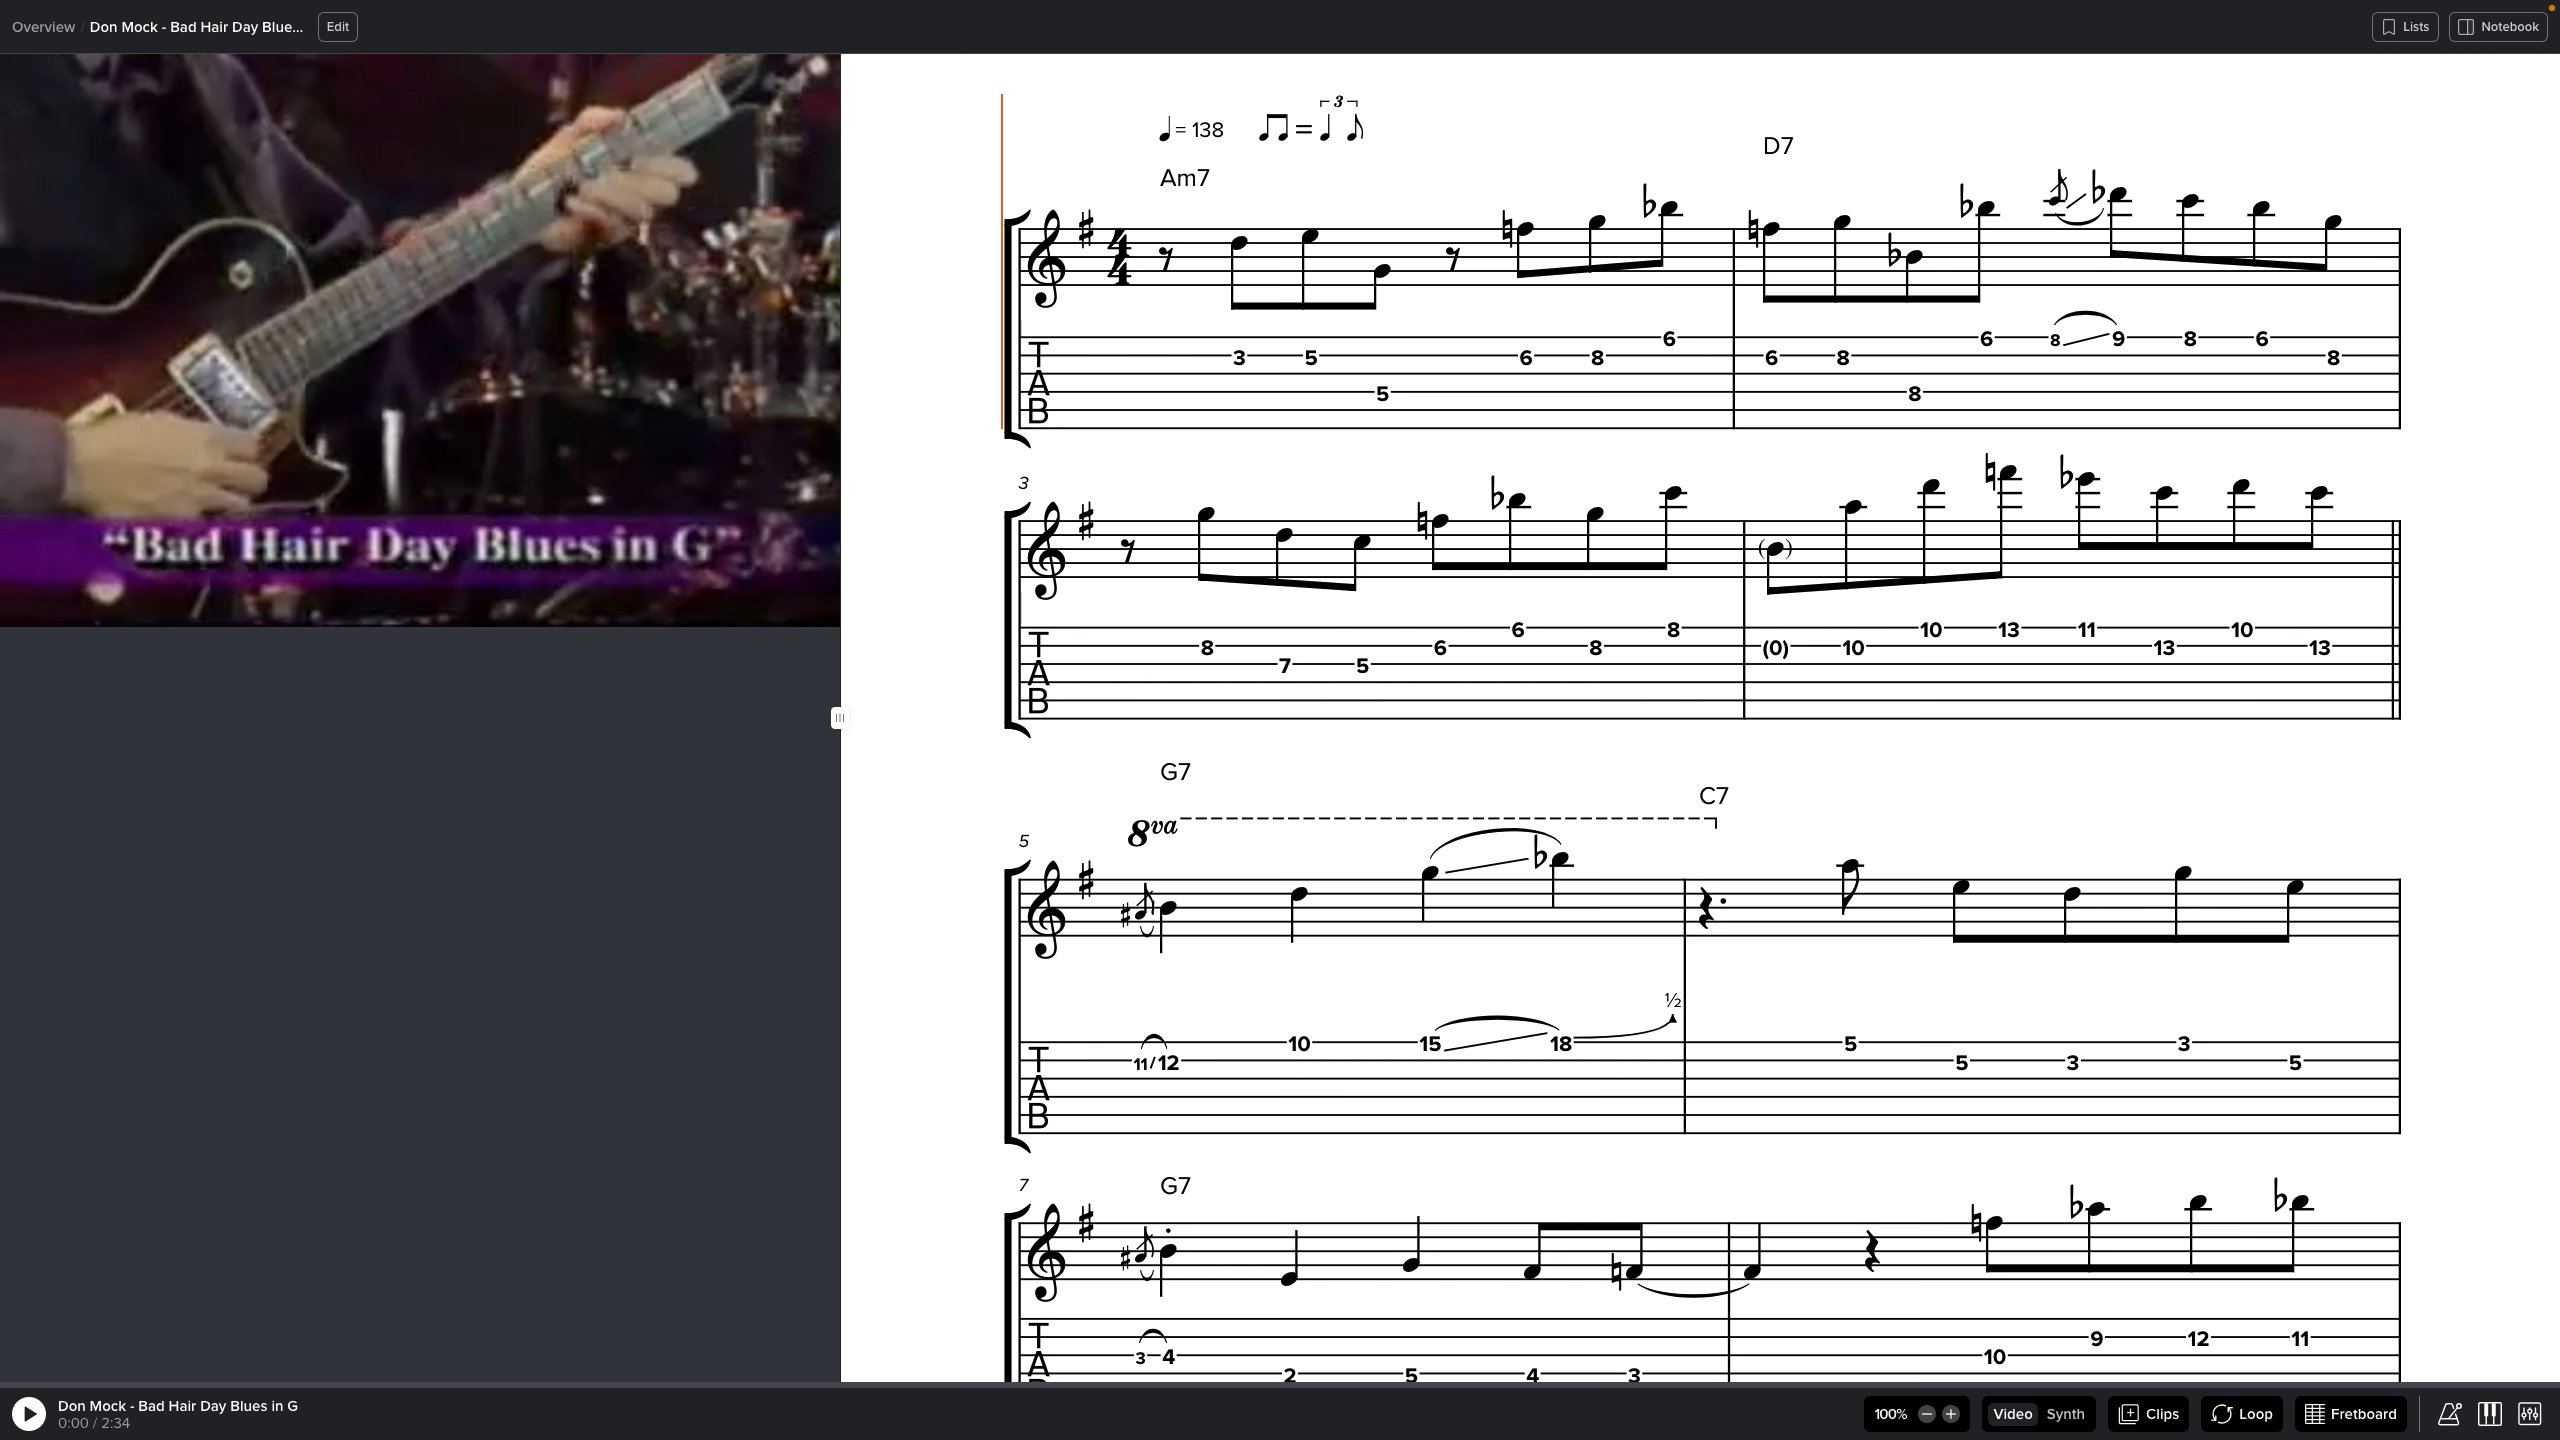 Overview / Don Mock - Bad Hair Day Blue... Edit
Lists Notebook
“Bad Hair Day Blues in G”
♩ = 138 ♫ = ♩ ♪ 3
Am7 D7
4
4
T 3 5 5 6 8 6 6 8 8 6 8 9 8 6 8
A
B
3
T 8 7 5 6 6 8 8 (0) 10 10 13 11 13 10 13
A
B
G7 C7
8va
5
½
T 11/12 10 15 18 5 5 3 3 5
A
B
7 G7
T 3 4 2 5 4 3 10 9 12 11
A
Don Mock - Bad Hair Day Blues in G
0:00 / 2:34
100% Video Synth Clips Loop Fretboard